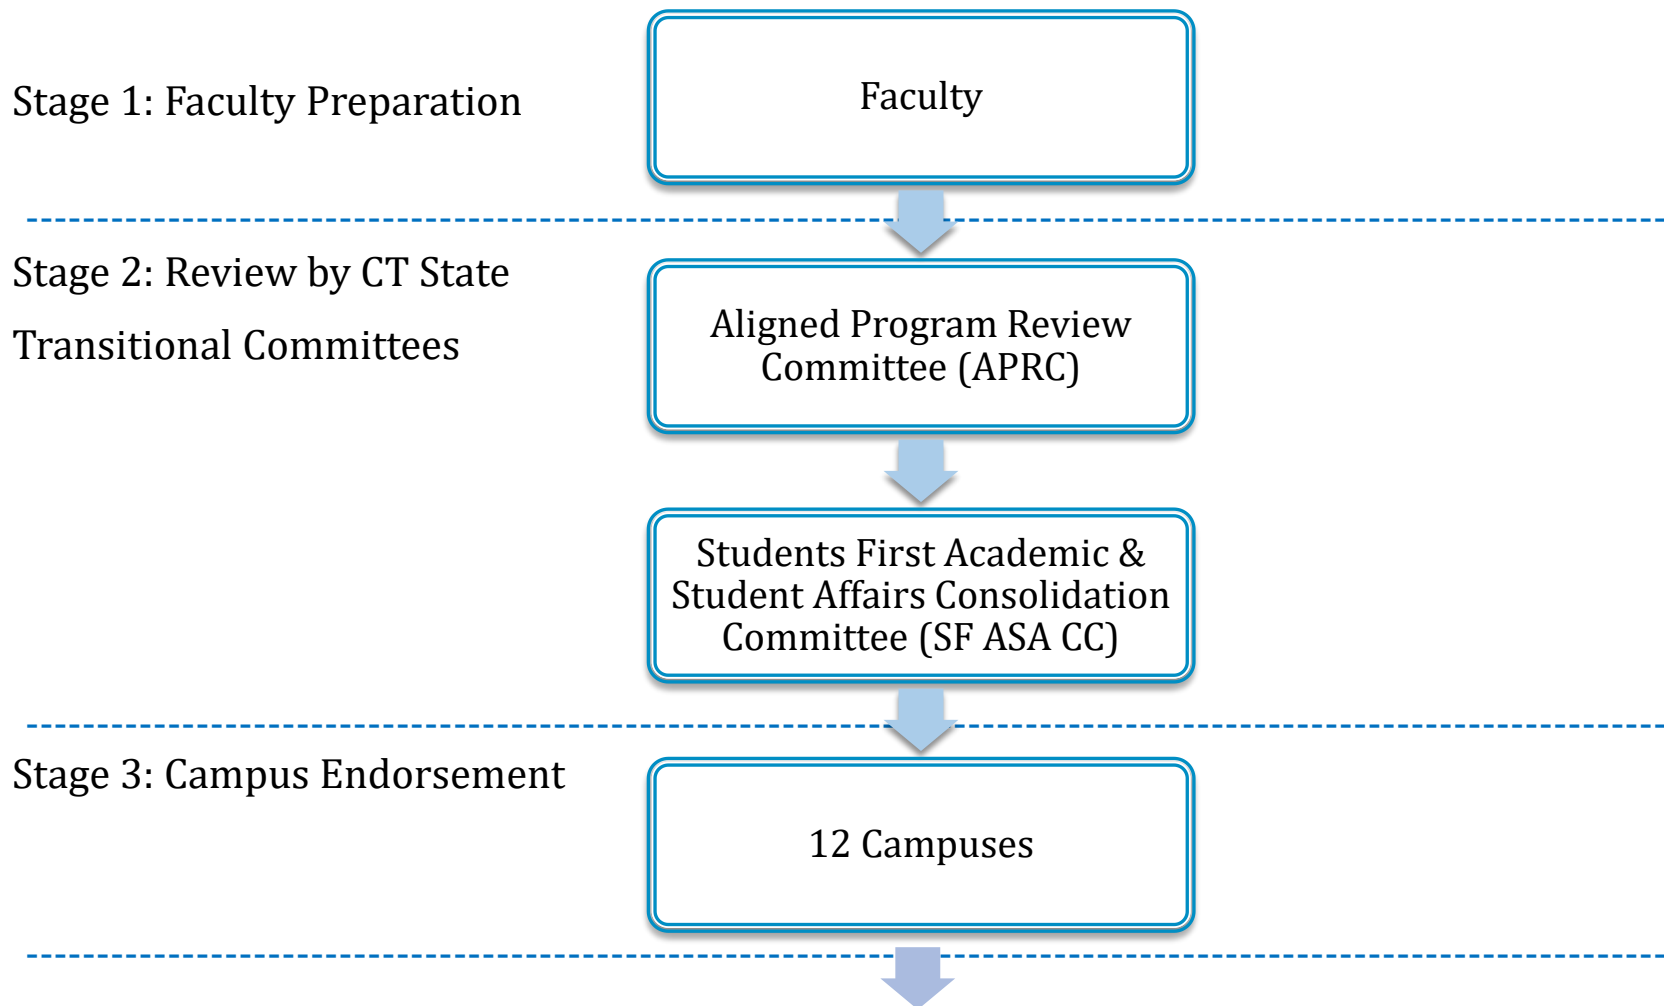 Stage 1: Faculty Preparation
Faculty
Stage 2: Review by CT State
Transitional Committees
Aligned Program Review
Committee (APRC)
Students First Academic &
Student Affairs Consolidation
Committee (SF ASA CC)
Stage 3: Campus Endorsement
12 Campuses